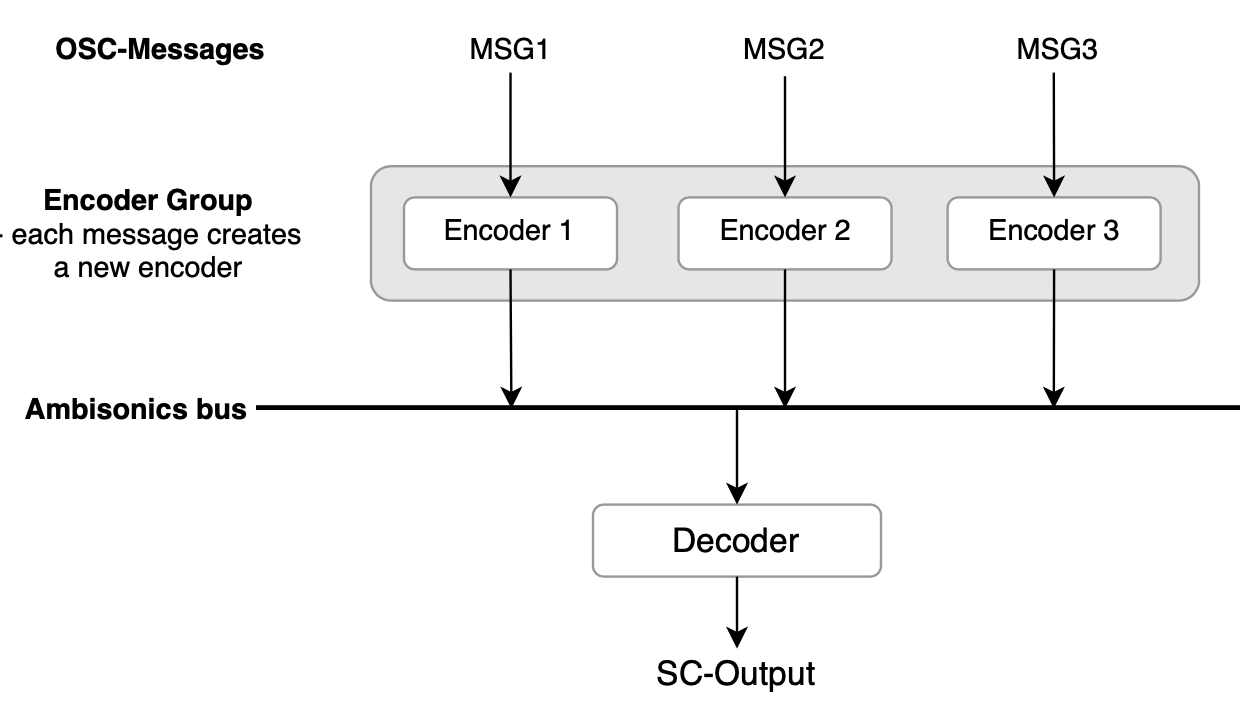 OSC-Messages MSG1 MSG2 MSG3
Encoder Group
- each message creates
a new encoder
Encoder 1 Encoder 2 Encoder 3
Ambisonics bus
Decoder
SC-Output